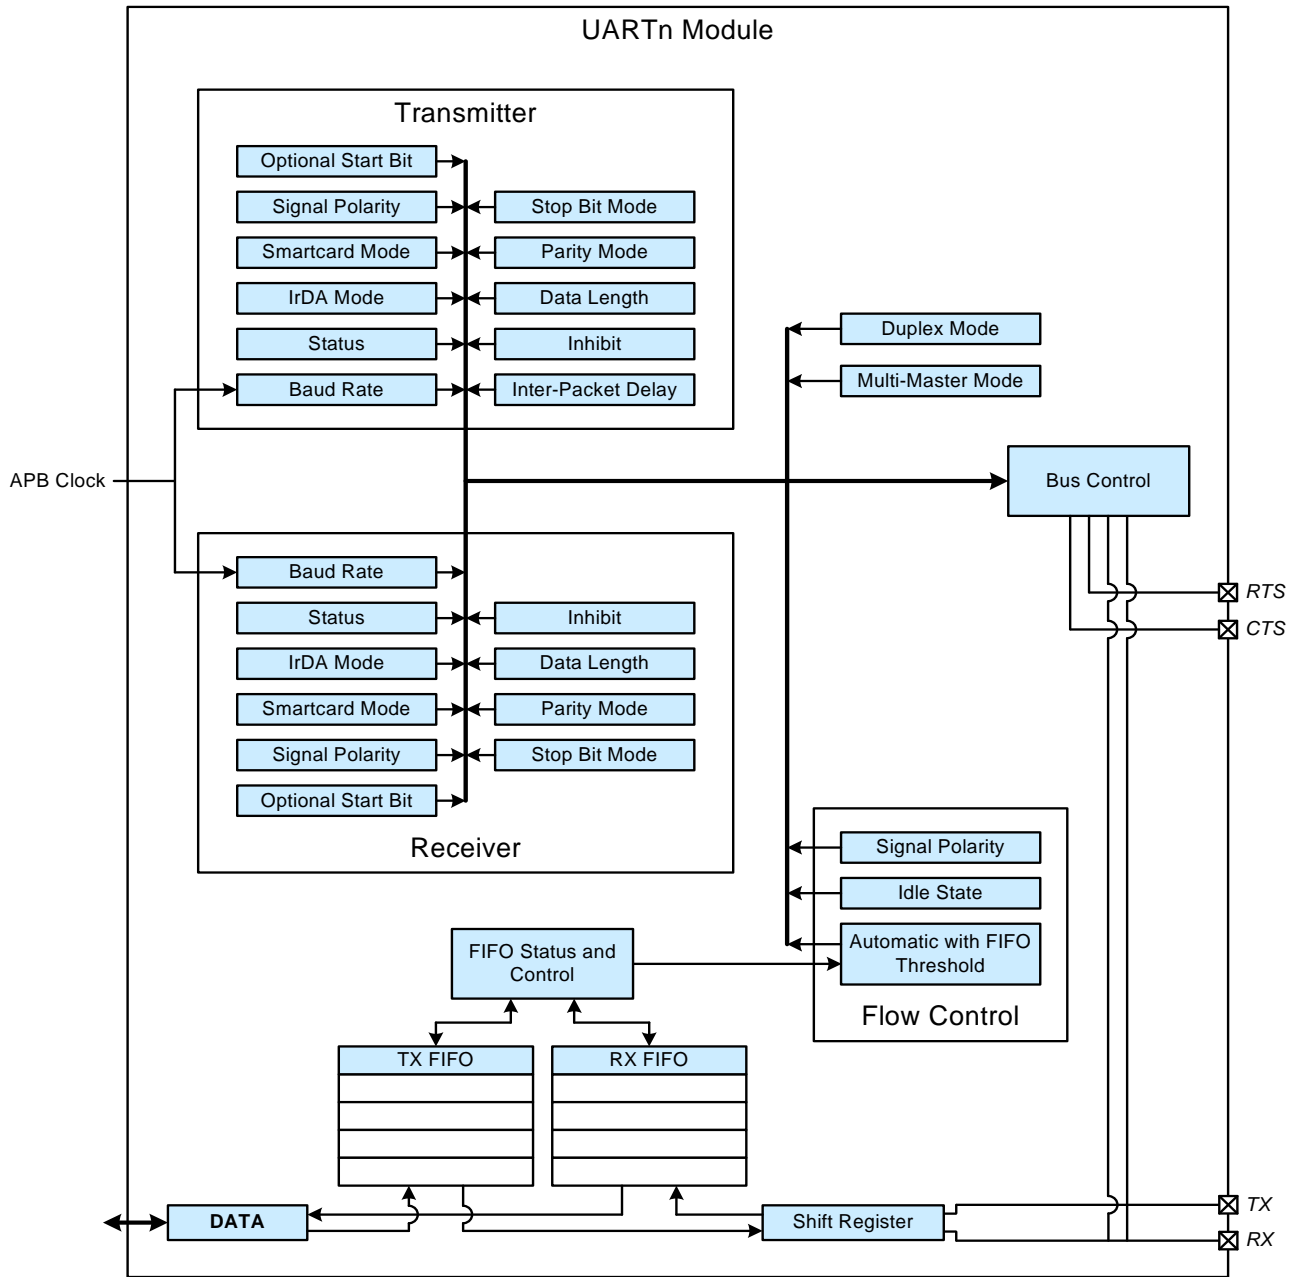 UARTn Module
Transmitter
Optional Start Bit
Signal Polarity
Stop Bit Mode
Smartcard Mode
Parity Mode
IrDA Mode
Data Length
Status
Inhibit
Baud Rate
Inter-Packet Delay
Duplex Mode
Multi-Master Mode
APB Clock
Bus Control
Baud Rate
Status
Inhibit
IrDA Mode
Data Length
Smartcard Mode
Parity Mode
Signal Polarity
Stop Bit Mode
Optional Start Bit
Receiver
RTS
CTS
Signal Polarity
Idle State
Automatic with FIFO
Threshold
Flow Control
FIFO Status and
Control
TX FIFO
RX FIFO
DATA
Shift Register
TX
RX